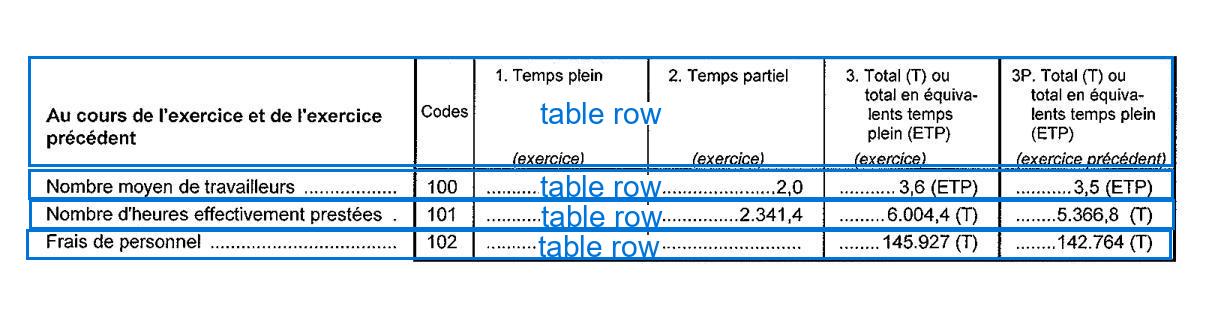 Au cours de l'exercice et de l'exercice précédent
Codes
1. Temps plein
(exercice)
2. Temps partiel
(exercice)
3. Total (T) ou
total en équiva-
lents temps
plein (ETP)
(exercice)
3P. Total (T) ou
total en équiva-
lents temps plein
(ETP)
(exercice précédent)
table row
Nombre moyen de travailleurs .................. 100 .......... table row .....................2,0 ..........3,6 (ETP) ..........3,5 (ETP)
Nombre d'heures effectivement prestées . 101 .......... table row ..............2.341,4 ........6.004,4 (T) ........5.366,8 (T)
Frais de personnel .................................... 102 .......... table row ......................... ........145.927 (T) ........142.764 (T)